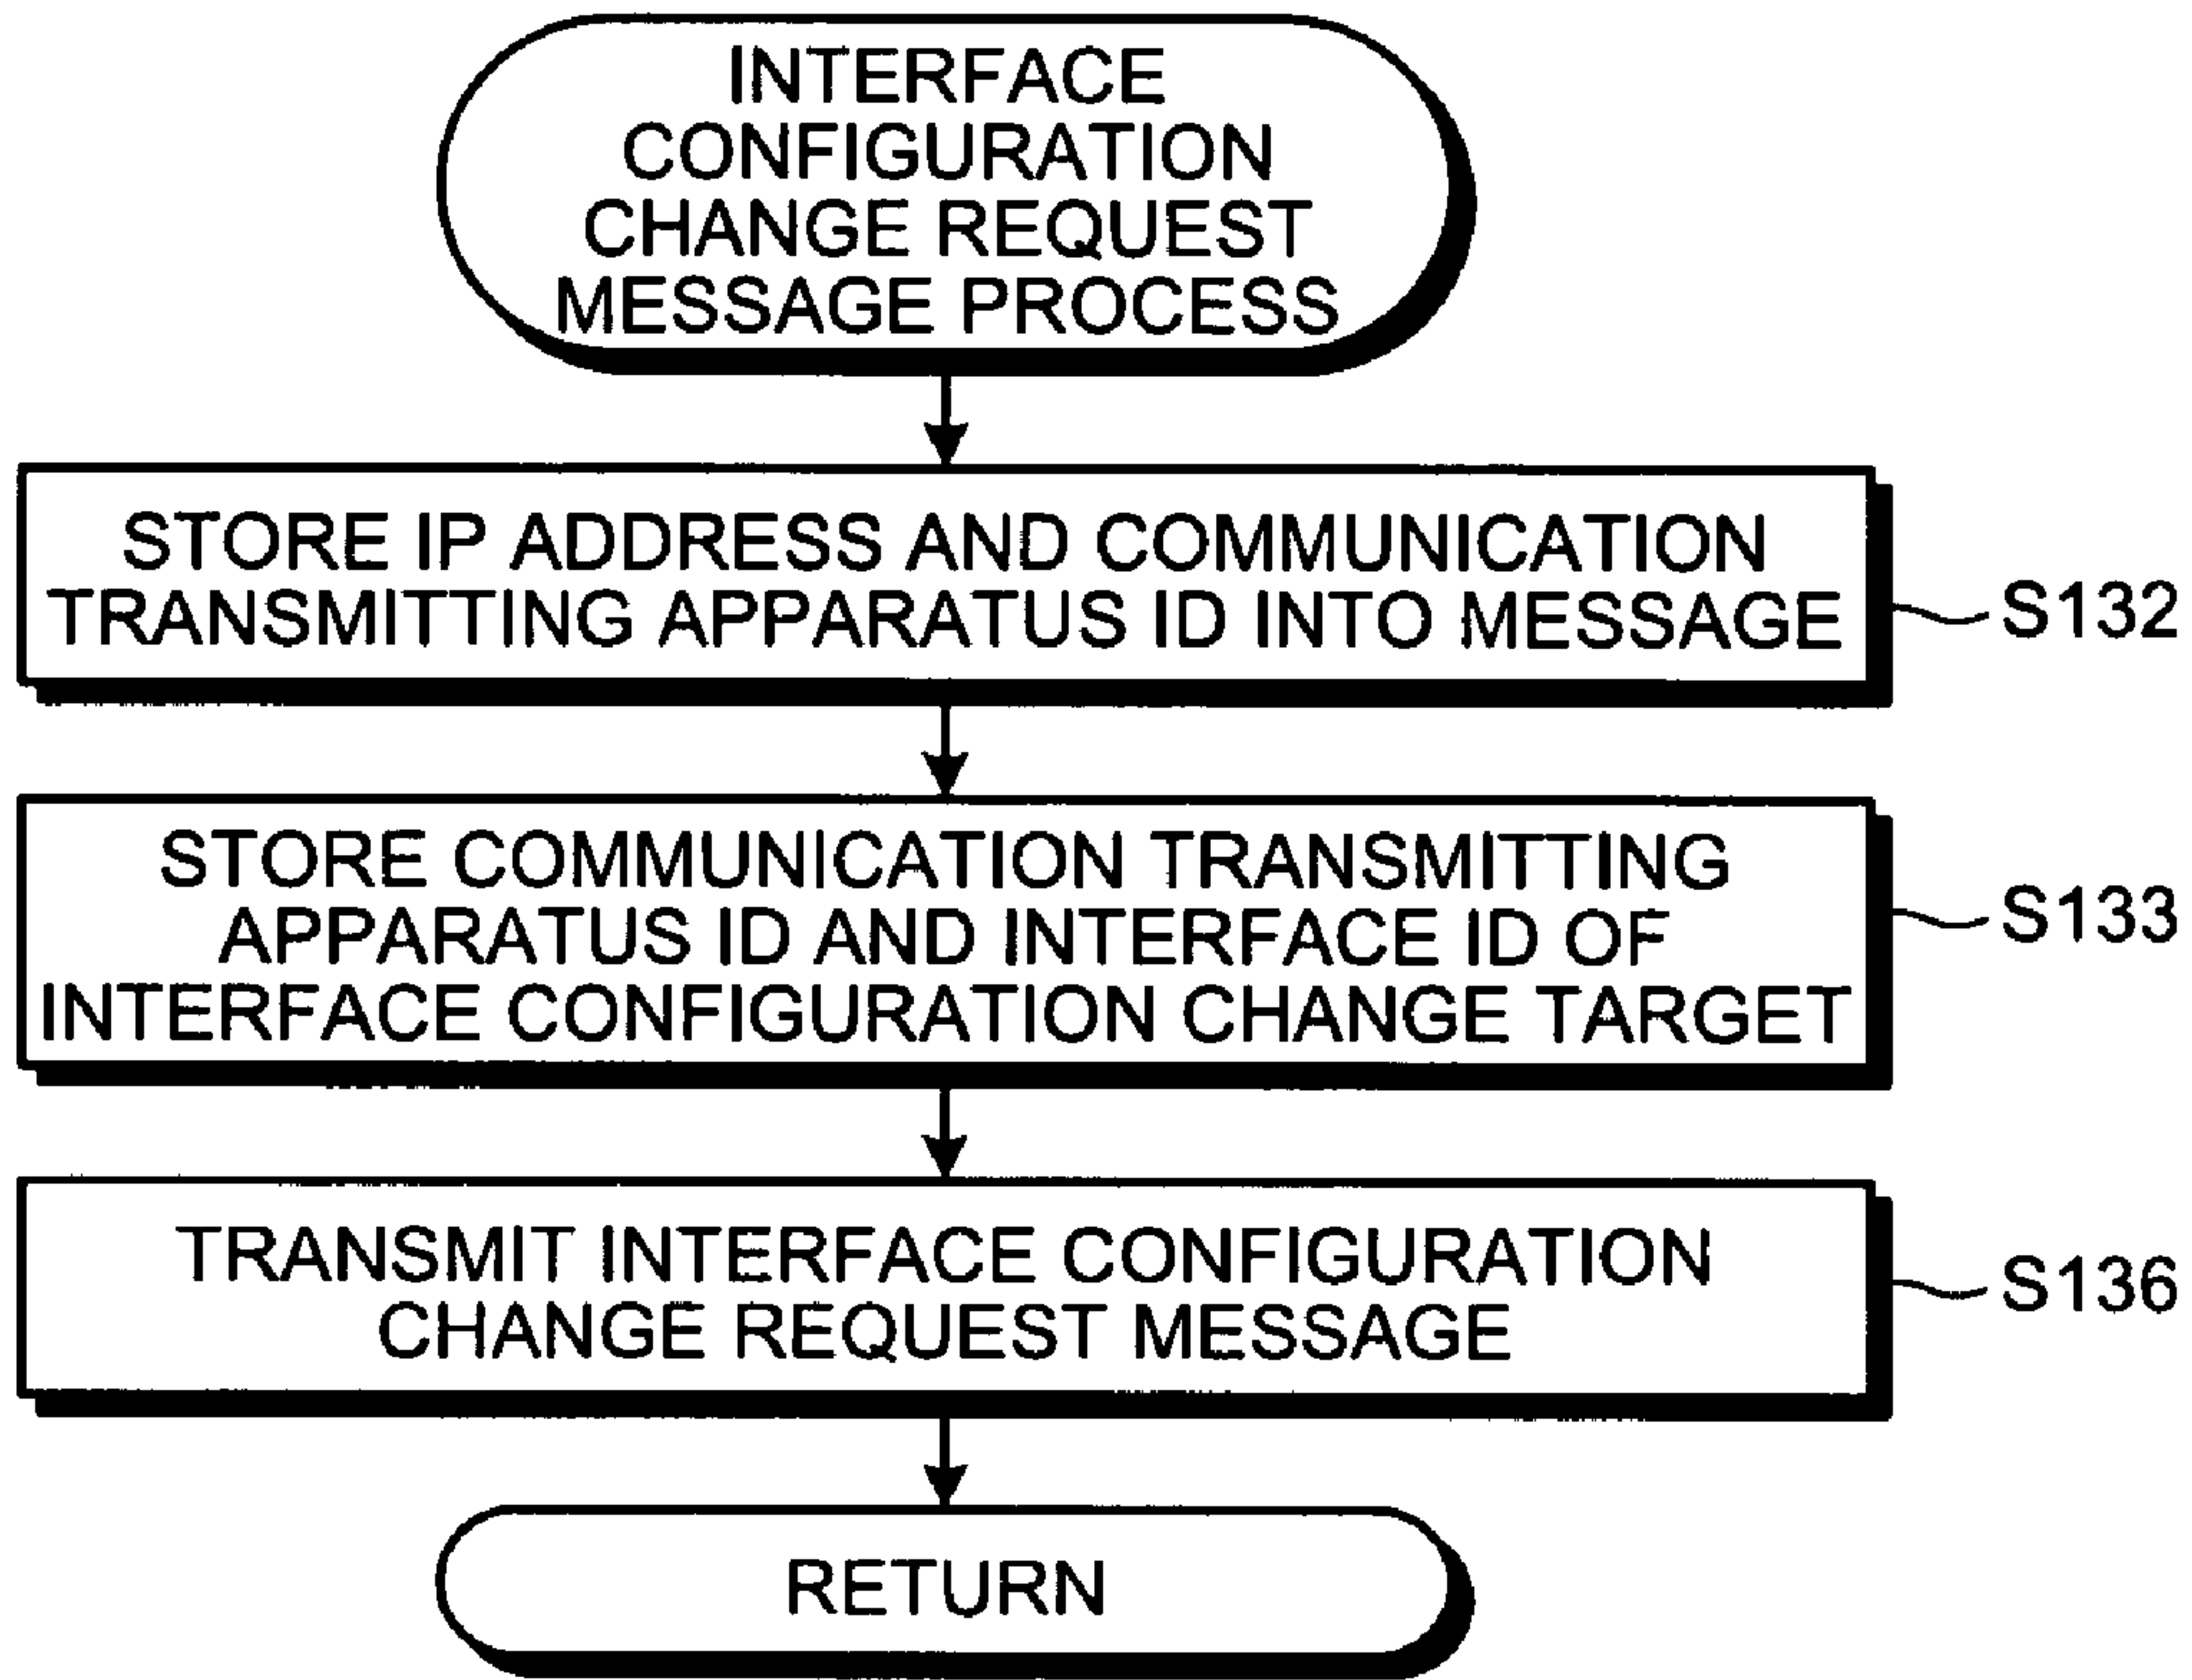 INTERFACE
CONFIGURATION
CHANGE REQUEST
MESSAGE PROCESS
STORE IP ADDRESS AND COMMUNICATION
TRANSMITTING APPARATUS ID INTO MESSAGE
S132
STORE COMMUNICATION TRANSMITTING
APPARATUS ID AND INTERFACE ID OF
INTERFACE CONFIGURATION CHANGE TARGET
S133
TRANSMIT INTERFACE CONFIGURATION
CHANGE REQUEST MESSAGE
S136
RETURN